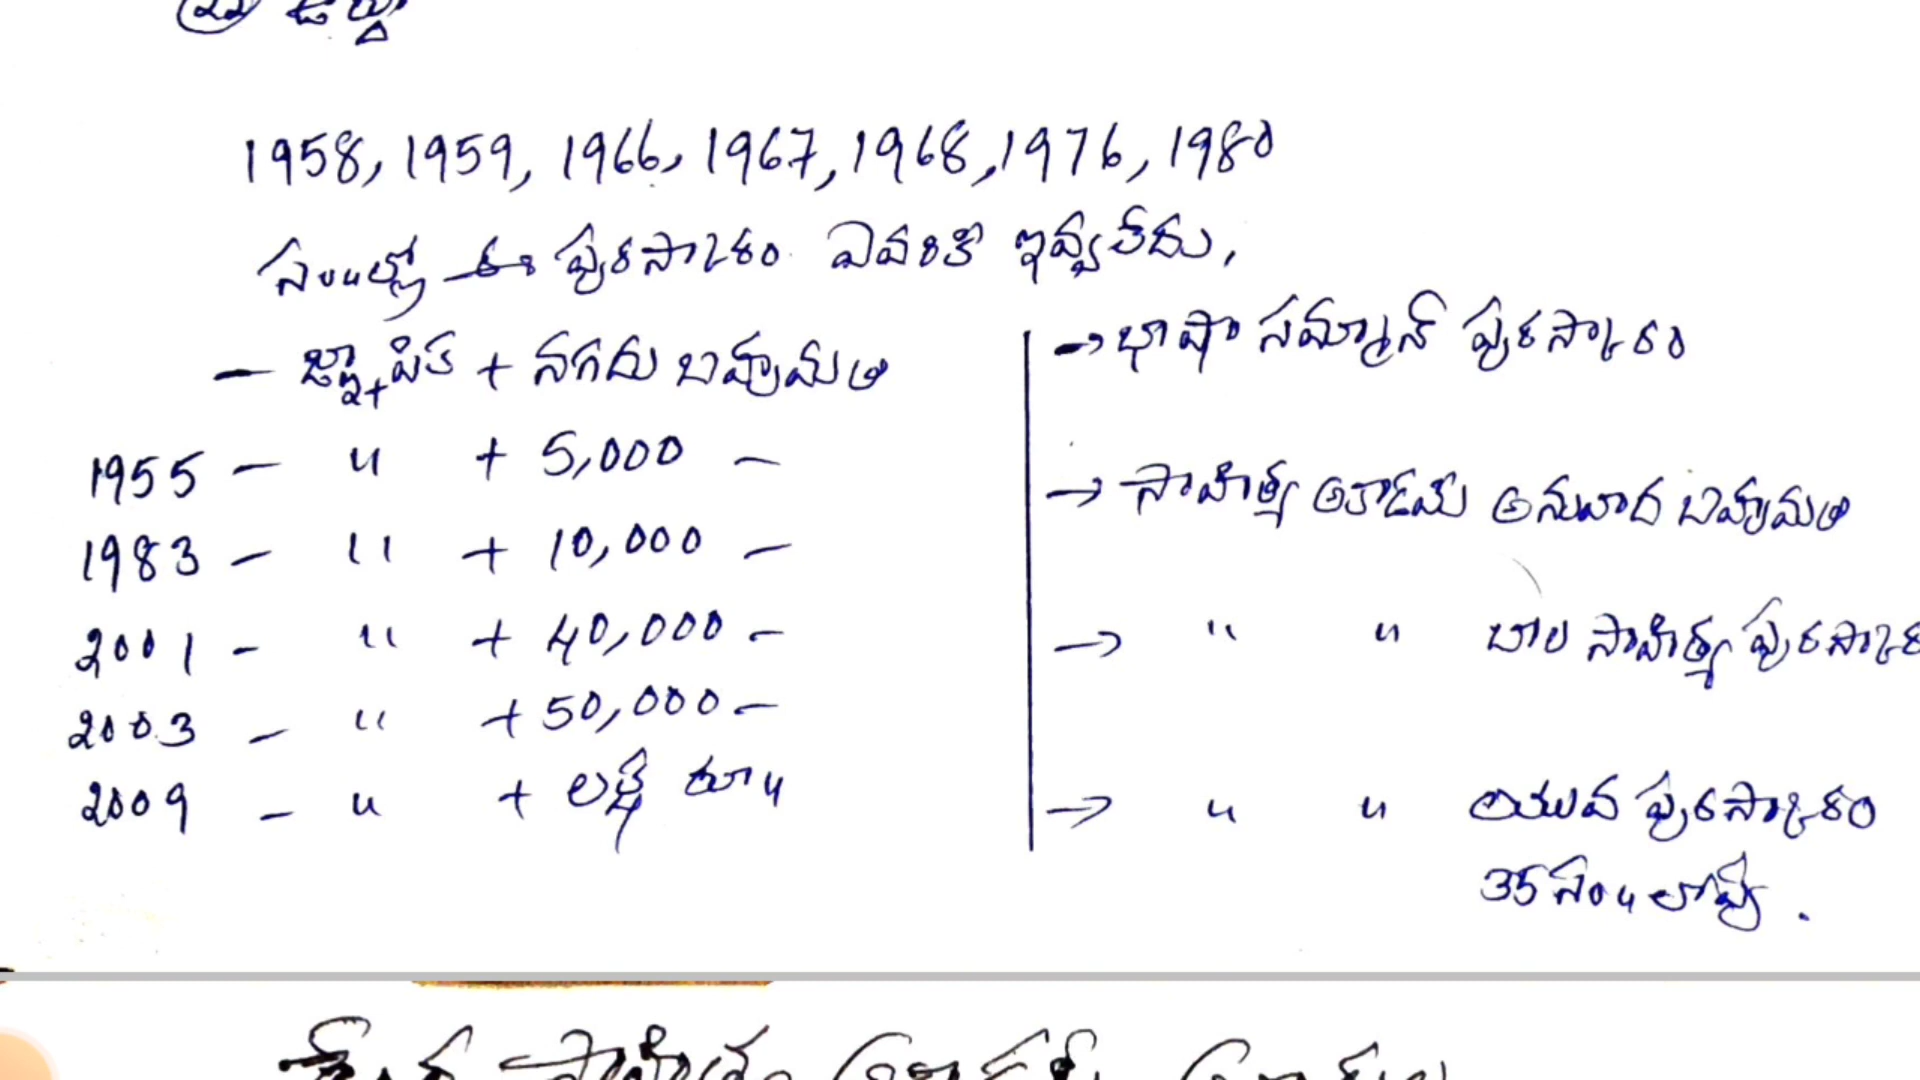 (22) ఉర్దూ
1958, 1959, 1966, 1967, 1968, 1976, 1980
సం॥ల్లో ఈ పురస్కారం ఎవరికి ఇవ్వలేదు.
– జ్ఞాపిత + నగదు బహుమతి
1955 – " + 5,000 –
1983 – " + 10,000 –
2001 – " + 40,000 –
2003 – " + 50,000 –
2009 – " + లక్ష రూ॥
→ భాషా సమ్మాన్ పురస్కారం
→ సాహిత్య అకాడమి అనువాద బహుమతి
→ " " బాల సాహిత్య పురస్కార
→ " " యువ పురస్కారం
35 సం॥ లోపు.